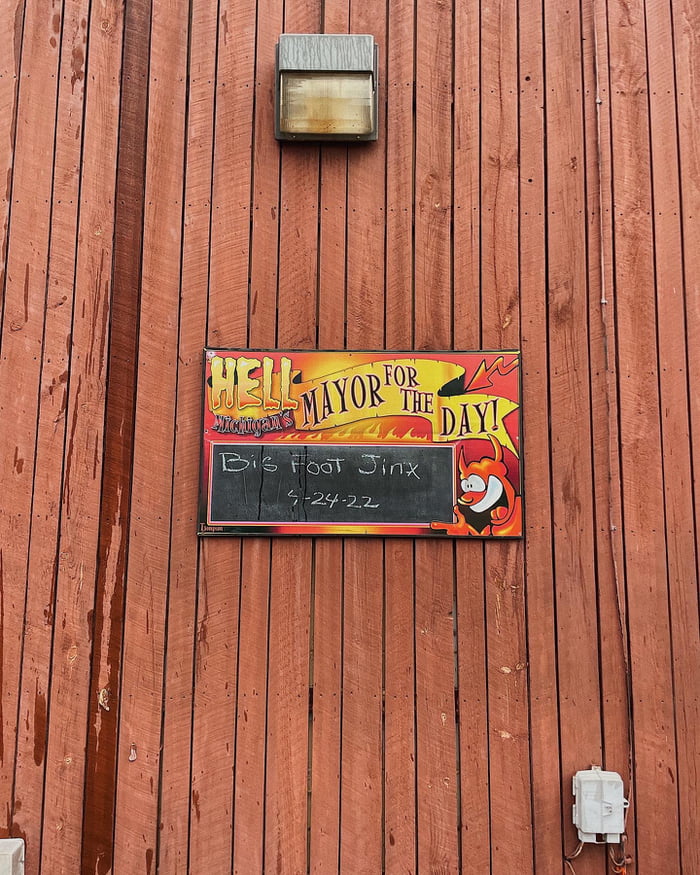 HELL
Michigan's
MAYOR FOR THE DAY!
Big Foot Jinx
5-24-22